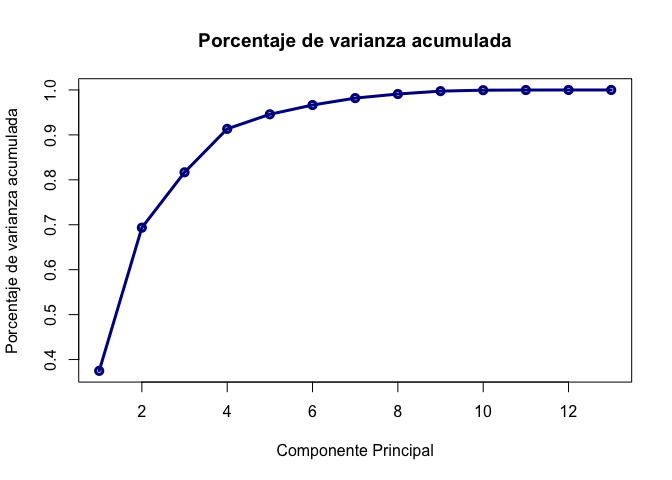 Porcentaje de varianza acumulada
Porcentaje de varianza acumulada
1.0
0.9
0.8
0.7
0.6
0.5
0.4
2 4 6 8 10 12
Componente Principal